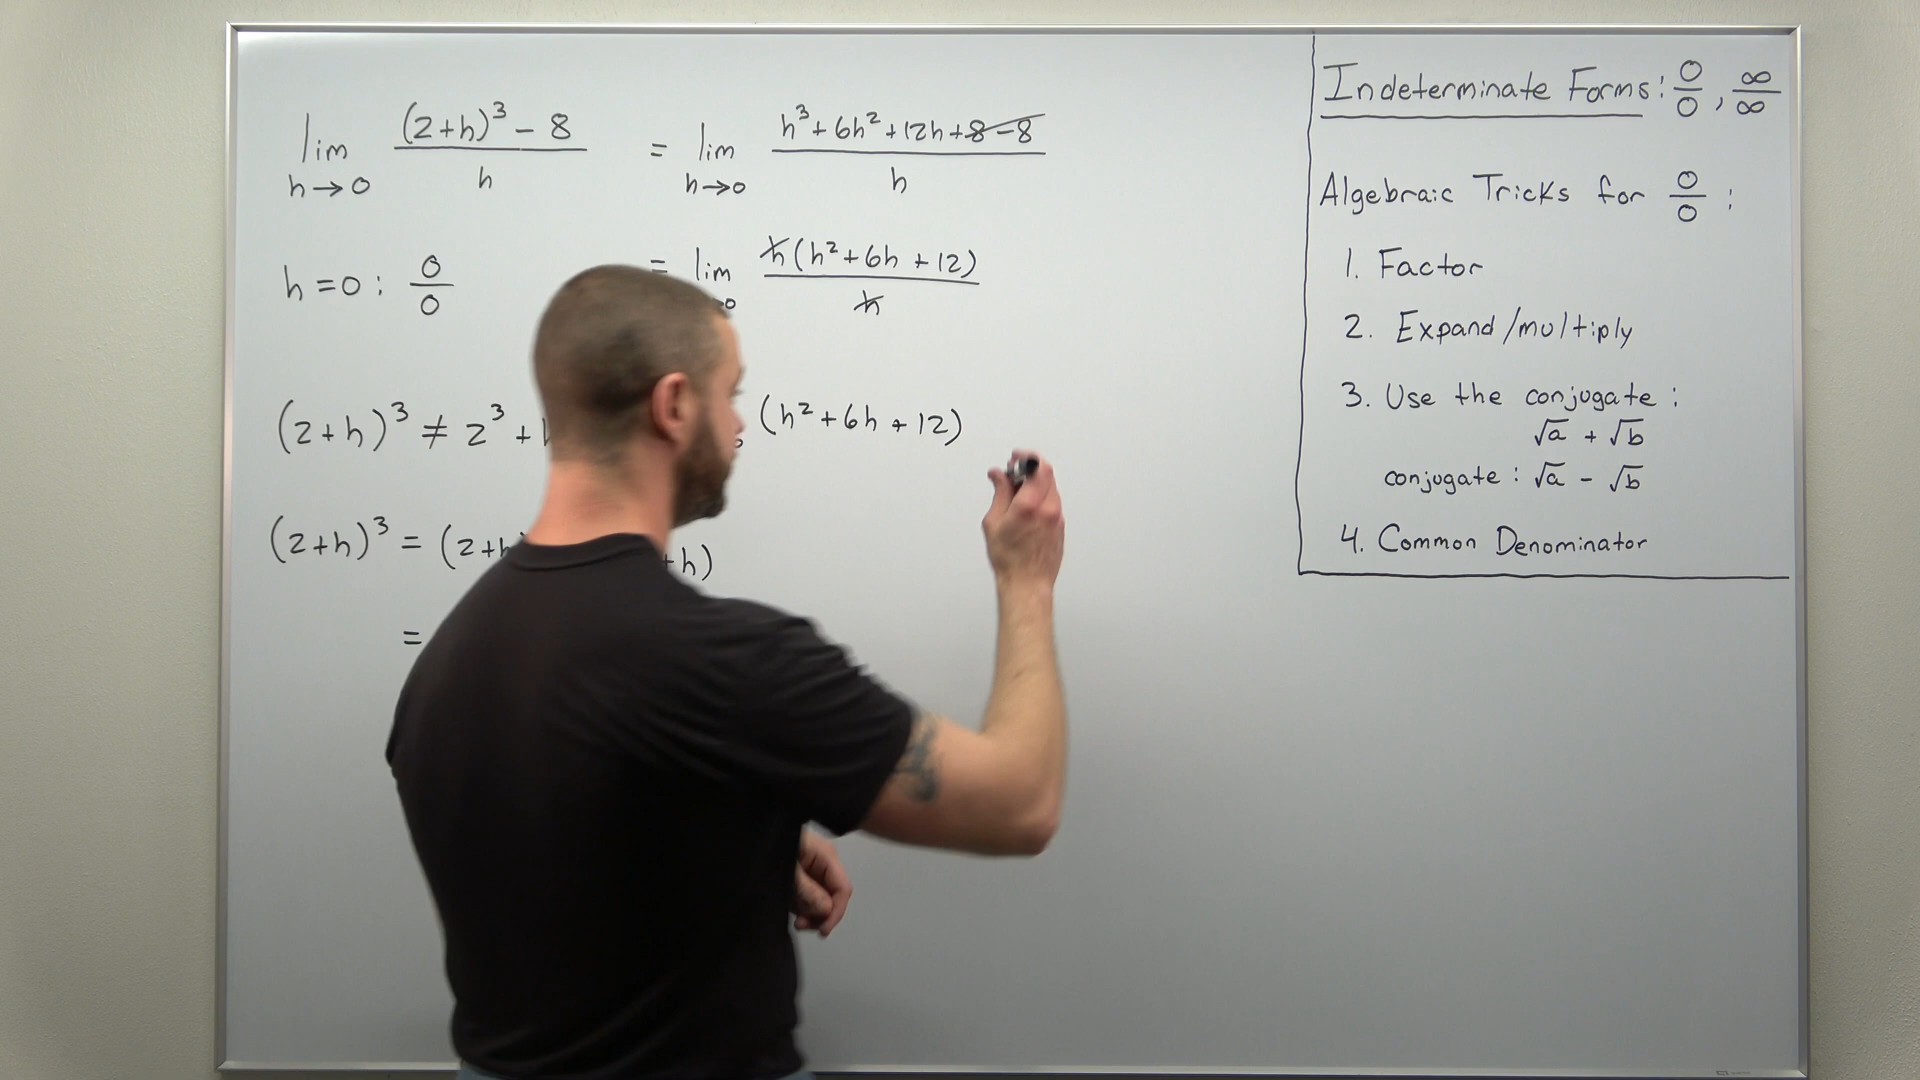 lim h→0 (2+h)³ − 8 / h = lim h→0 h³ + 6h² + 12h + 8 − 8 / h
h = 0 : 0/0
= lim h(h² + 6h + 12) / h
(2+h)³ ≠ 2³ +
(h² + 6h + 12)
(2+h)³ = (2+h
+h)
=
Indeterminate Forms : 0/0 , ∞/∞
Algebraic Tricks for 0/0 :
1. Factor
2. Expand/multiply
3. Use the conjugate :
√a + √b
conjugate : √a − √b
4. Common Denominator